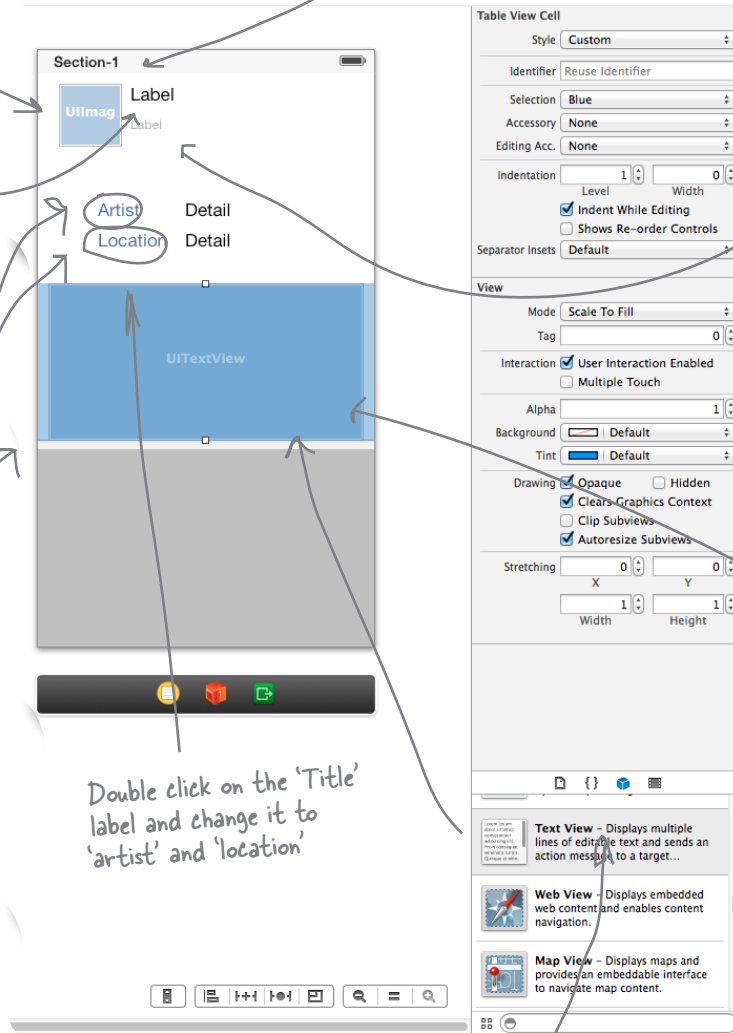 Section-1
UIImag
Label
Label
Artist
Detail
Location
Detail
UITextView
Double click on the ‘Title’
label and change it to
‘artist’ and ‘location’
Table View Cell
Style Custom
Identifier Reuse Identifier
Selection Blue
Accessory None
Editing Acc. None
Indentation 1 0
Level Width
Indent While Editing
Shows Re-order Controls
Separator Insets Default
View
Mode Scale To Fill
Tag 0
Interaction User Interaction Enabled
Multiple Touch
Alpha 1
Background Default
Tint Default
Drawing Opaque Hidden
Clears Graphics Context
Clip Subviews
Autoresize Subviews
Stretching 0 0
X Y
1 1
Width Height
{}
Text View – Displays multiple
lines of editable text and sends an
action message to a target...
Web View – Displays embedded
web content and enables content
navigation.
Map View – Displays maps and
provides an embeddable interface
to navigate map content.